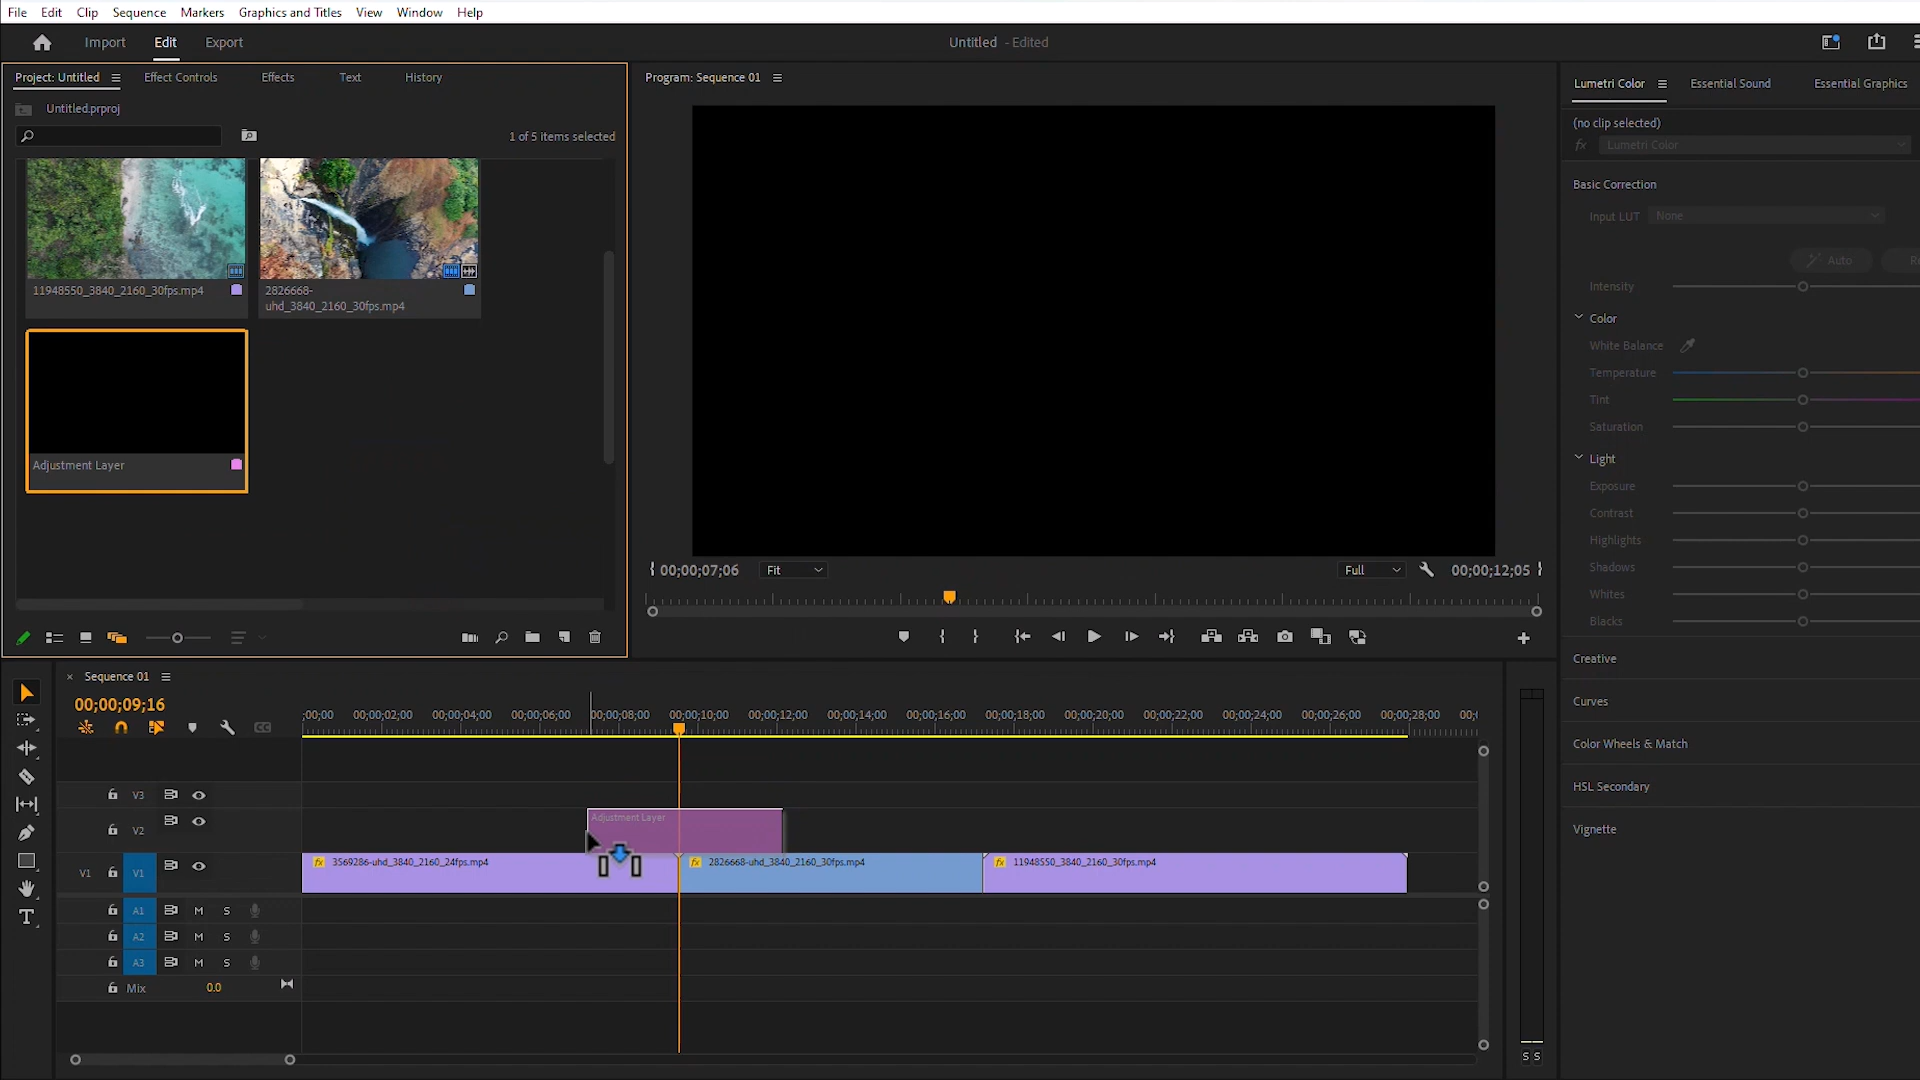 File Edit Clip Sequence Markers Graphics and Titles View Window Help
Import Edit Export
Untitled - Edited
Project: Untitled Effect Controls Effects Text History
Untitled.prproj
1 of 5 items selected
11948550_3840_2160_30fps.mp4
2826668-
uhd_3840_2160_30fps.mp4
Adjustment Layer
Program: Sequence 01
00;00;07;06 Fit Full 00;00;12;05
Lumetri Color Essential Sound Essential Graphics
(no clip selected)
fx Lumetri Color
Basic Correction
Input LUT None
Auto
Intensity
Color
White Balance
Temperature
Tint
Saturation
Light
Exposure
Contrast
Highlights
Shadows
Whites
Blacks
Creative
Curves
Color Wheels & Match
HSL Secondary
Vignette
× Sequence 01
00;00;09;16
;00;00 00;00;02;00 00;00;04;00 00;00;06;00 00;00;08;00 00;00;10;00 00;00;12;00 00;00;14;00 00;00;16;00 00;00;18;00 00;00;20;00 00;00;22;00 00;00;24;00 00;00;26;00 00;00;28;00 00;0
CC
V3
V2 Adjustment Layer
V1 V1 fx 3569286-uhd_3840_2160_24fps.mp4 fx 2826668-uhd_3840_2160_30fps.mp4 fx 11948550_3840_2160_30fps.mp4
A1 M S
A2 M S
A3 M S
Mix 0.0
S S